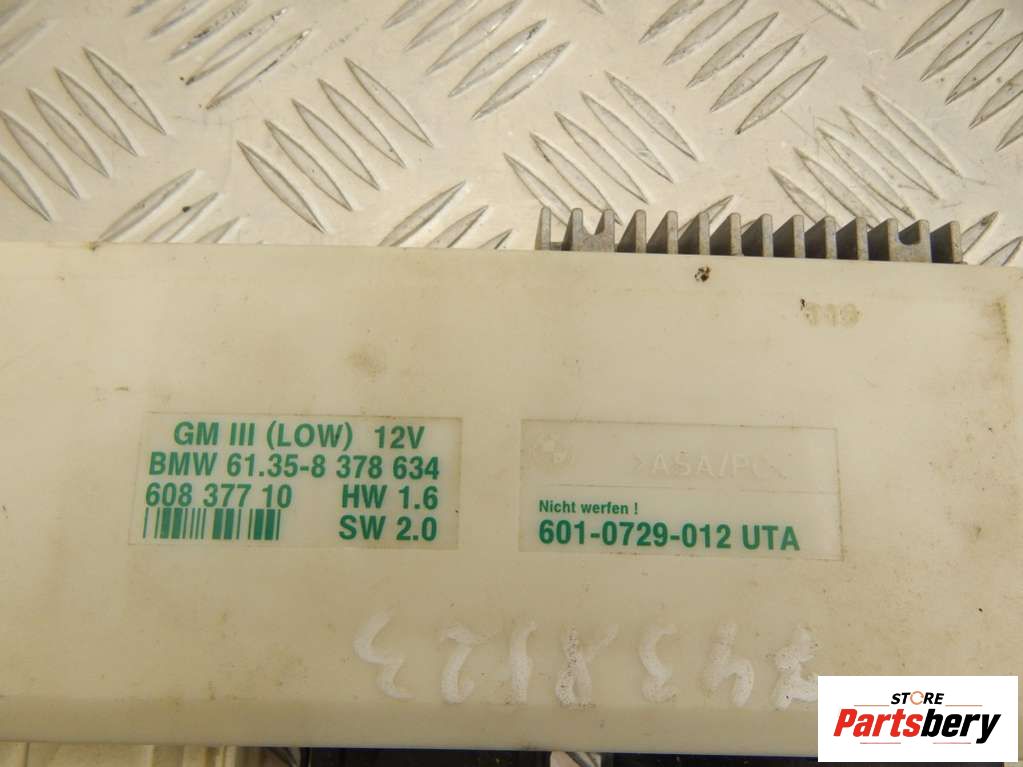 GM III (LOW) 12V
BMW 61.35-8 378 634
608 377 10 HW 1.6
SW 2.0
>ASA/PC<
Nicht werfen !
601-0729-012 UTA
STORE
Partsbery